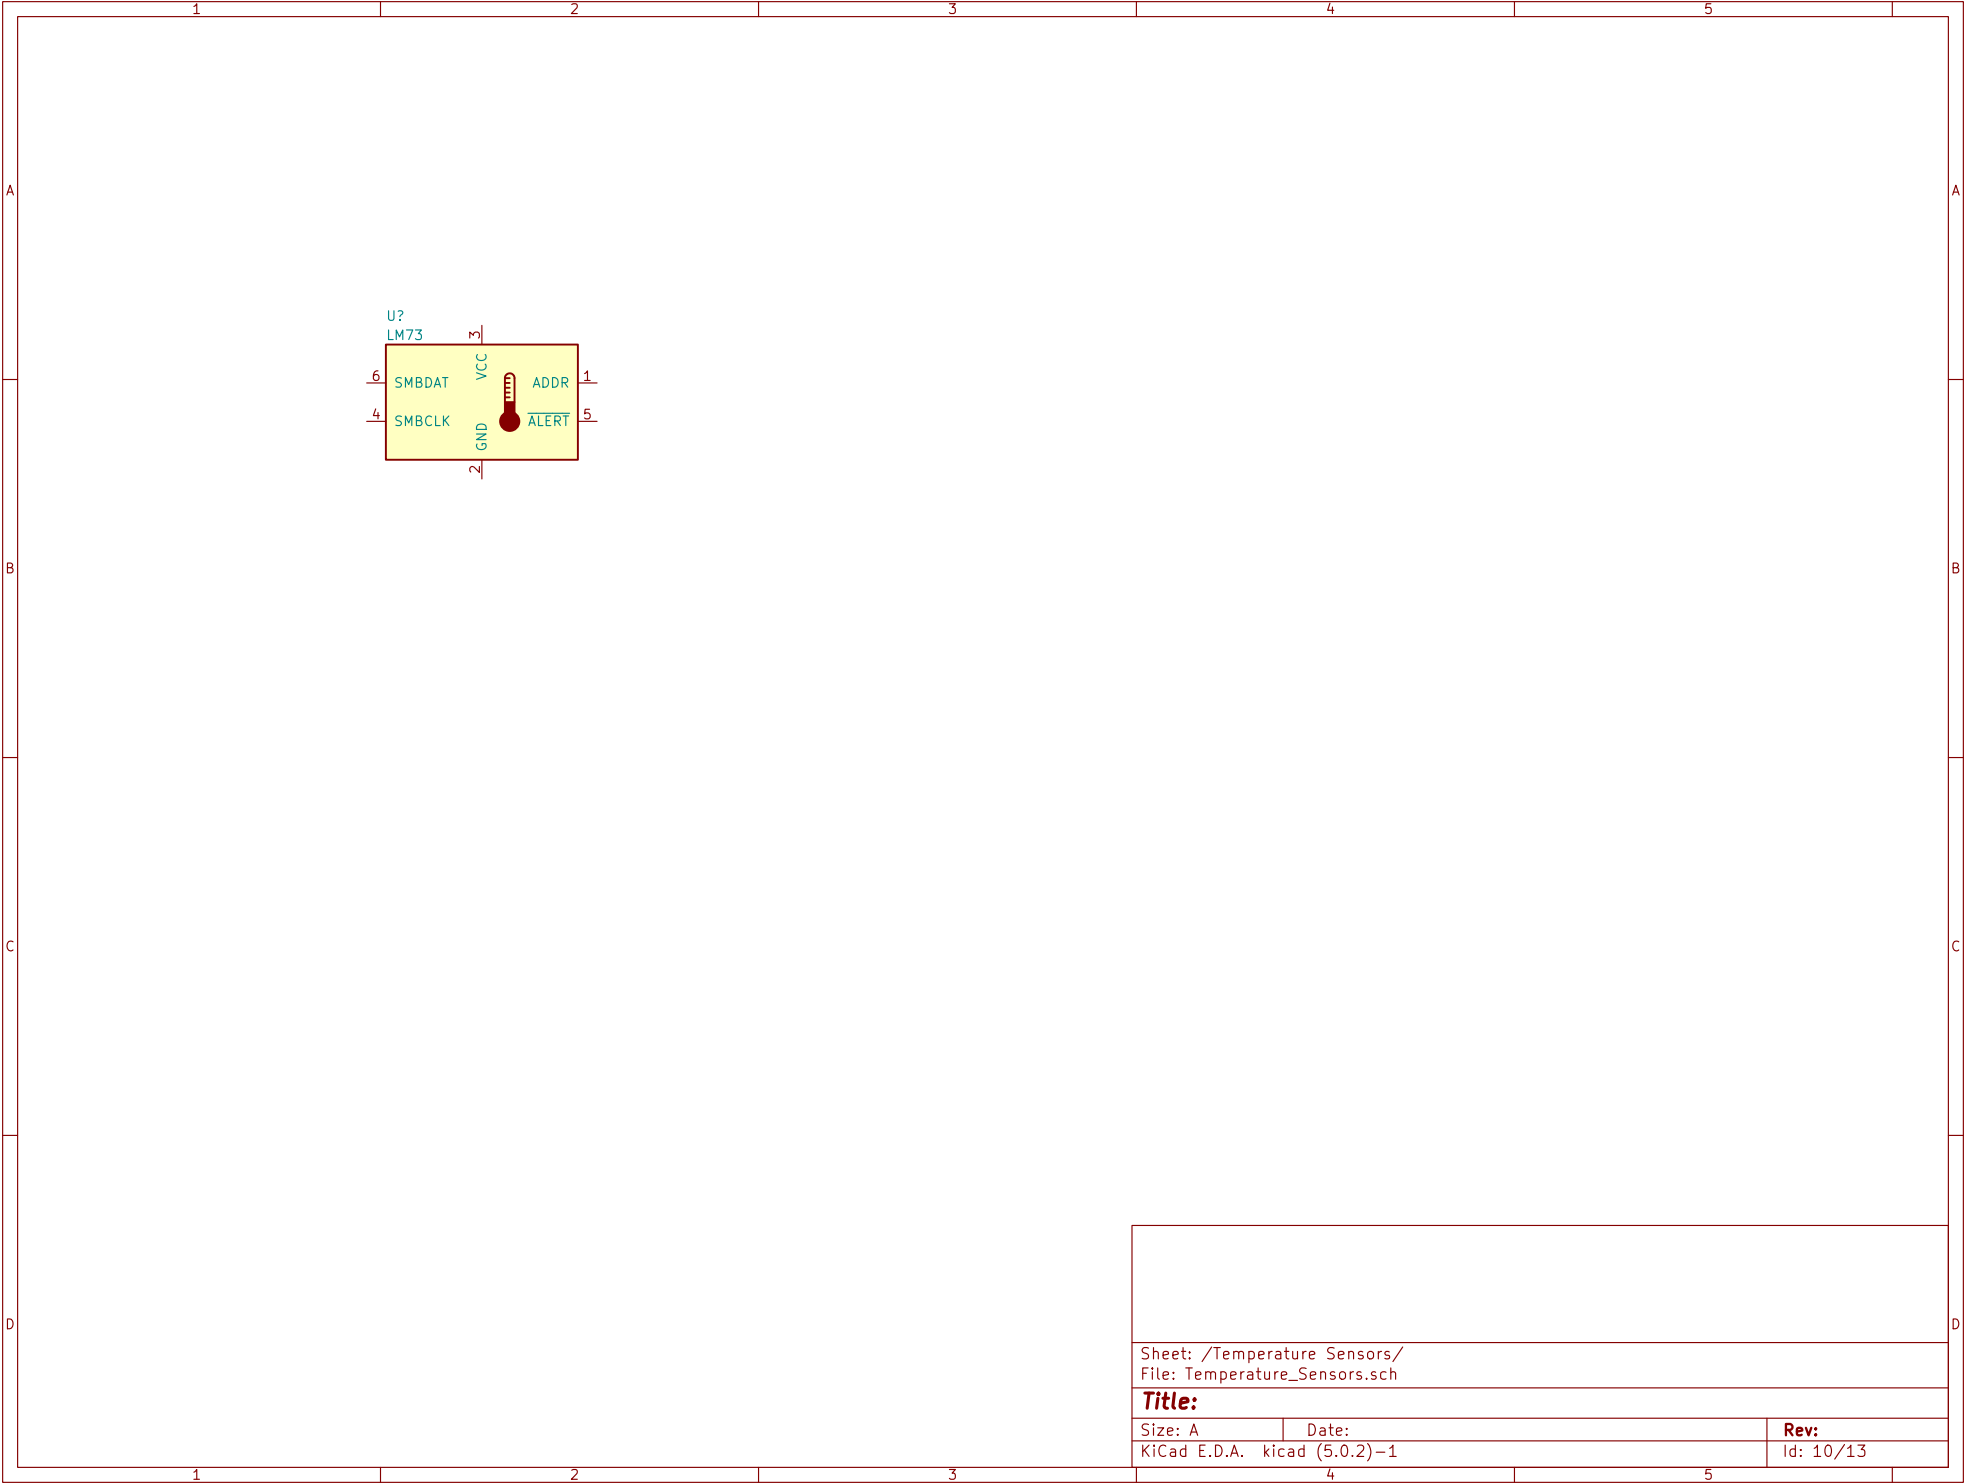 1 2 3 4 5
A A
U?
LM73
3
VCC
6 SMBDAT ADDR 1
4 SMBCLK ALERT 5
GND
2
B B
C C
D D
Sheet: /Temperature Sensors/
File: Temperature_Sensors.sch
Title:
Size: A Date: Rev:
KiCad E.D.A. kicad (5.0.2)-1 Id: 10/13
1 2 3 4 5